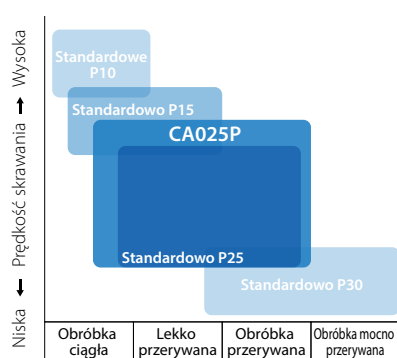 Niska ← Prędkość skrawania → Wysoka
Standardowe
P10
Standardowo P15
CA025P
Standardowo P25
Standardowo P30
Obróbka
ciągła
Lekko
przerywana
Obróbka
przerywana
Obróbka mocno
przerywana